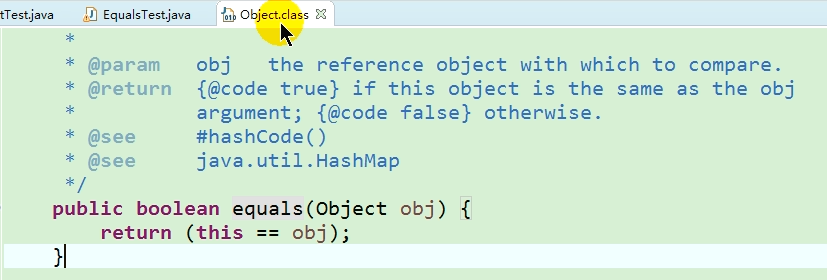 tTest.java EqualsTest.java Object.class
*
* @param obj the reference object with which to compare.
* @return {@code true} if this object is the same as the obj
* argument; {@code false} otherwise.
* @see #hashCode()
* @see java.util.HashMap
*/
public boolean equals(Object obj) {
return (this == obj);
}